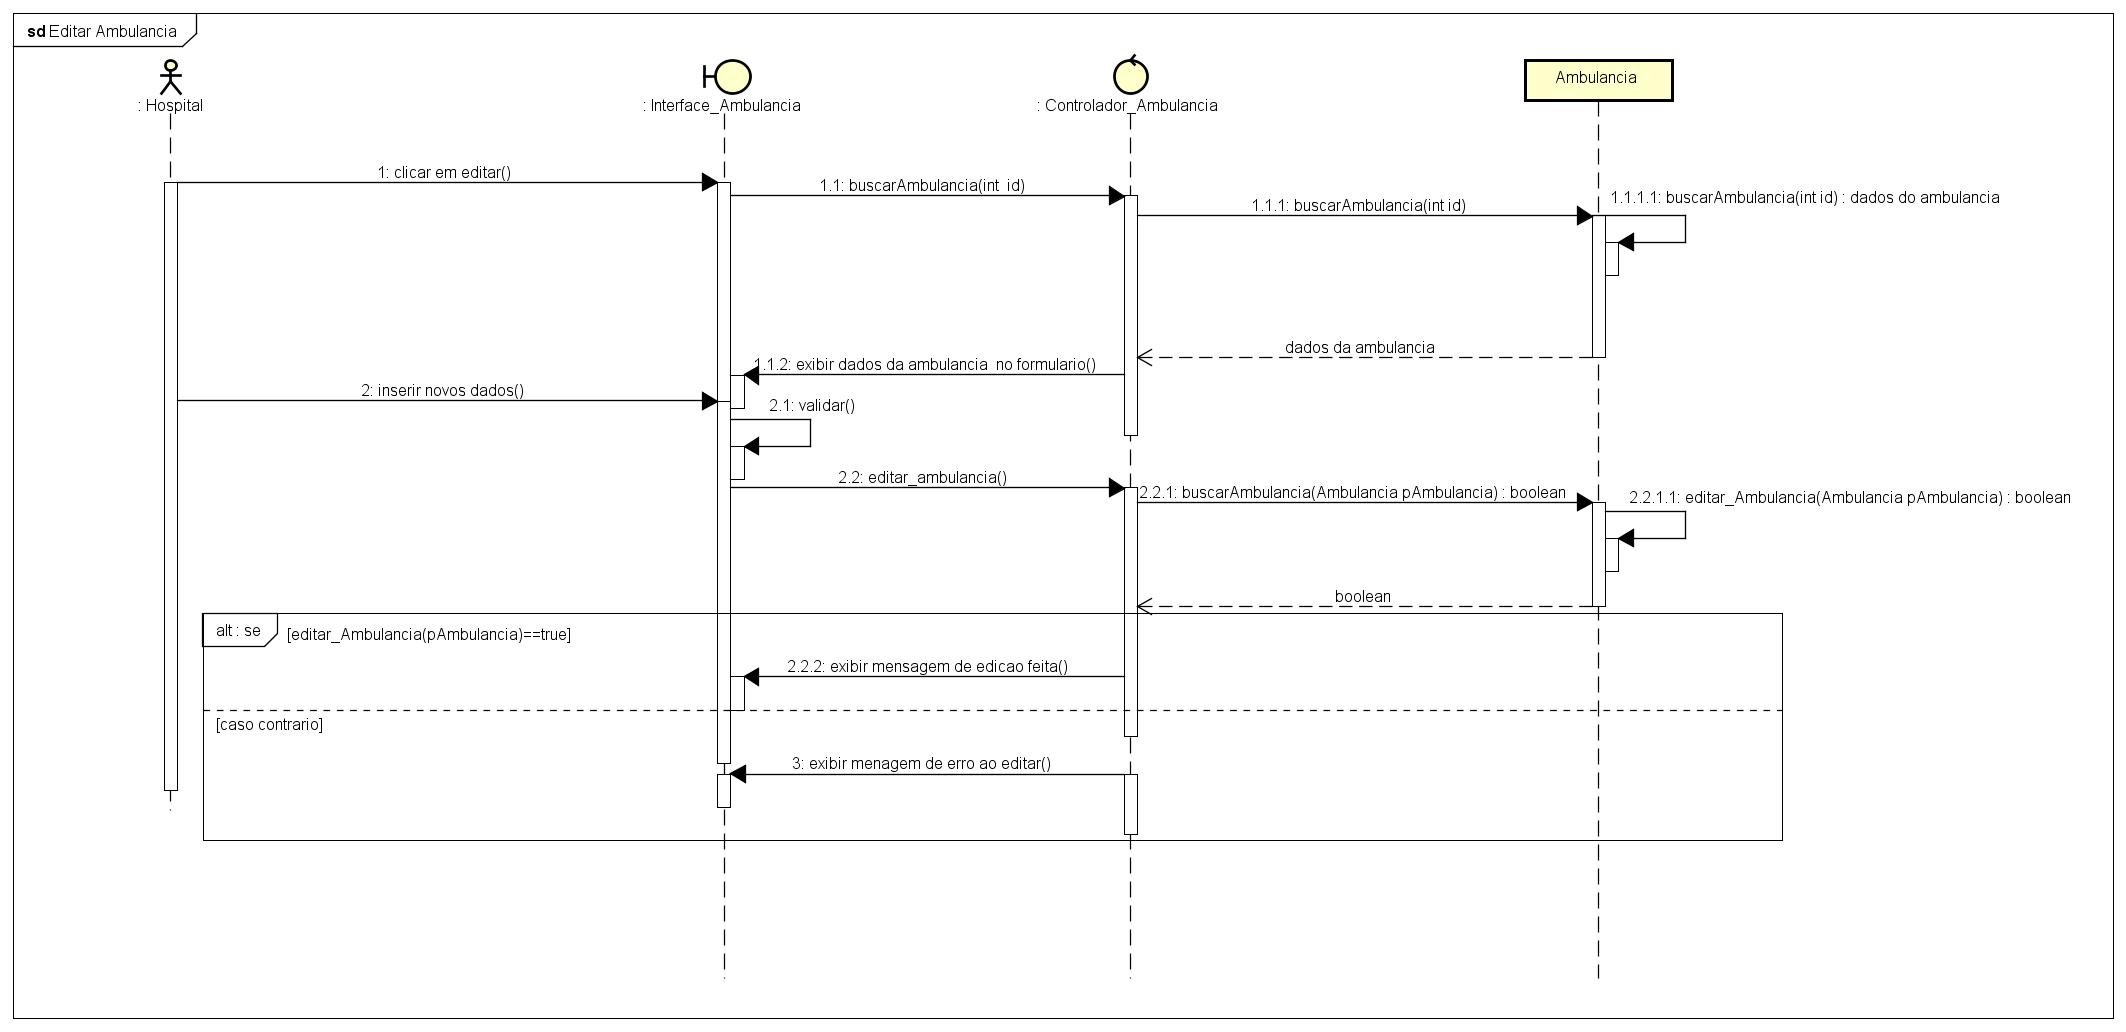 sd Editar Ambulancia
: Hospital
: Interface_Ambulancia
: Controlador_Ambulancia
Ambulancia
1: clicar em editar()
1.1: buscarAmbulancia(int  id)
1.1.1: buscarAmbulancia(int id)
1.1.1.1: buscarAmbulancia(int id) : dados do ambulancia
dados da ambulancia
1.1.2: exibir dados da ambulancia  no formulario()
2: inserir novos dados()
2.1: validar()
2.2: editar_ambulancia()
2.2.1: buscarAmbulancia(Ambulancia pAmbulancia) : boolean
2.2.1.1: editar_Ambulancia(Ambulancia pAmbulancia) : boolean
boolean
alt : se
[editar_Ambulancia(pAmbulancia)==true]
2.2.2: exibir mensagem de edicao feita()
[caso contrario]
3: exibir menagem de erro ao editar()